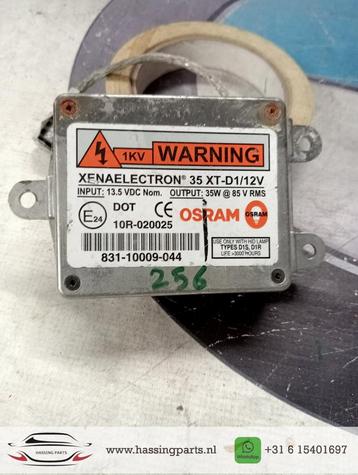 1KV WARNING
XENAELECTRON® 35 XT-D1/12V
INPUT: 13.5 VDC Nom. OUTPUT: 35W @ 85 V RMS
E24 DOT CE
10R-020025
OSRAM OSRAM
831-10009-044
USE ONLY WITH HID LAMP
TYPES D1S, D1R
LIFE >3000 HOURS
256
HASSING PARTS
www.hassingparts.nl
WhatsApp
+31 6 15401697